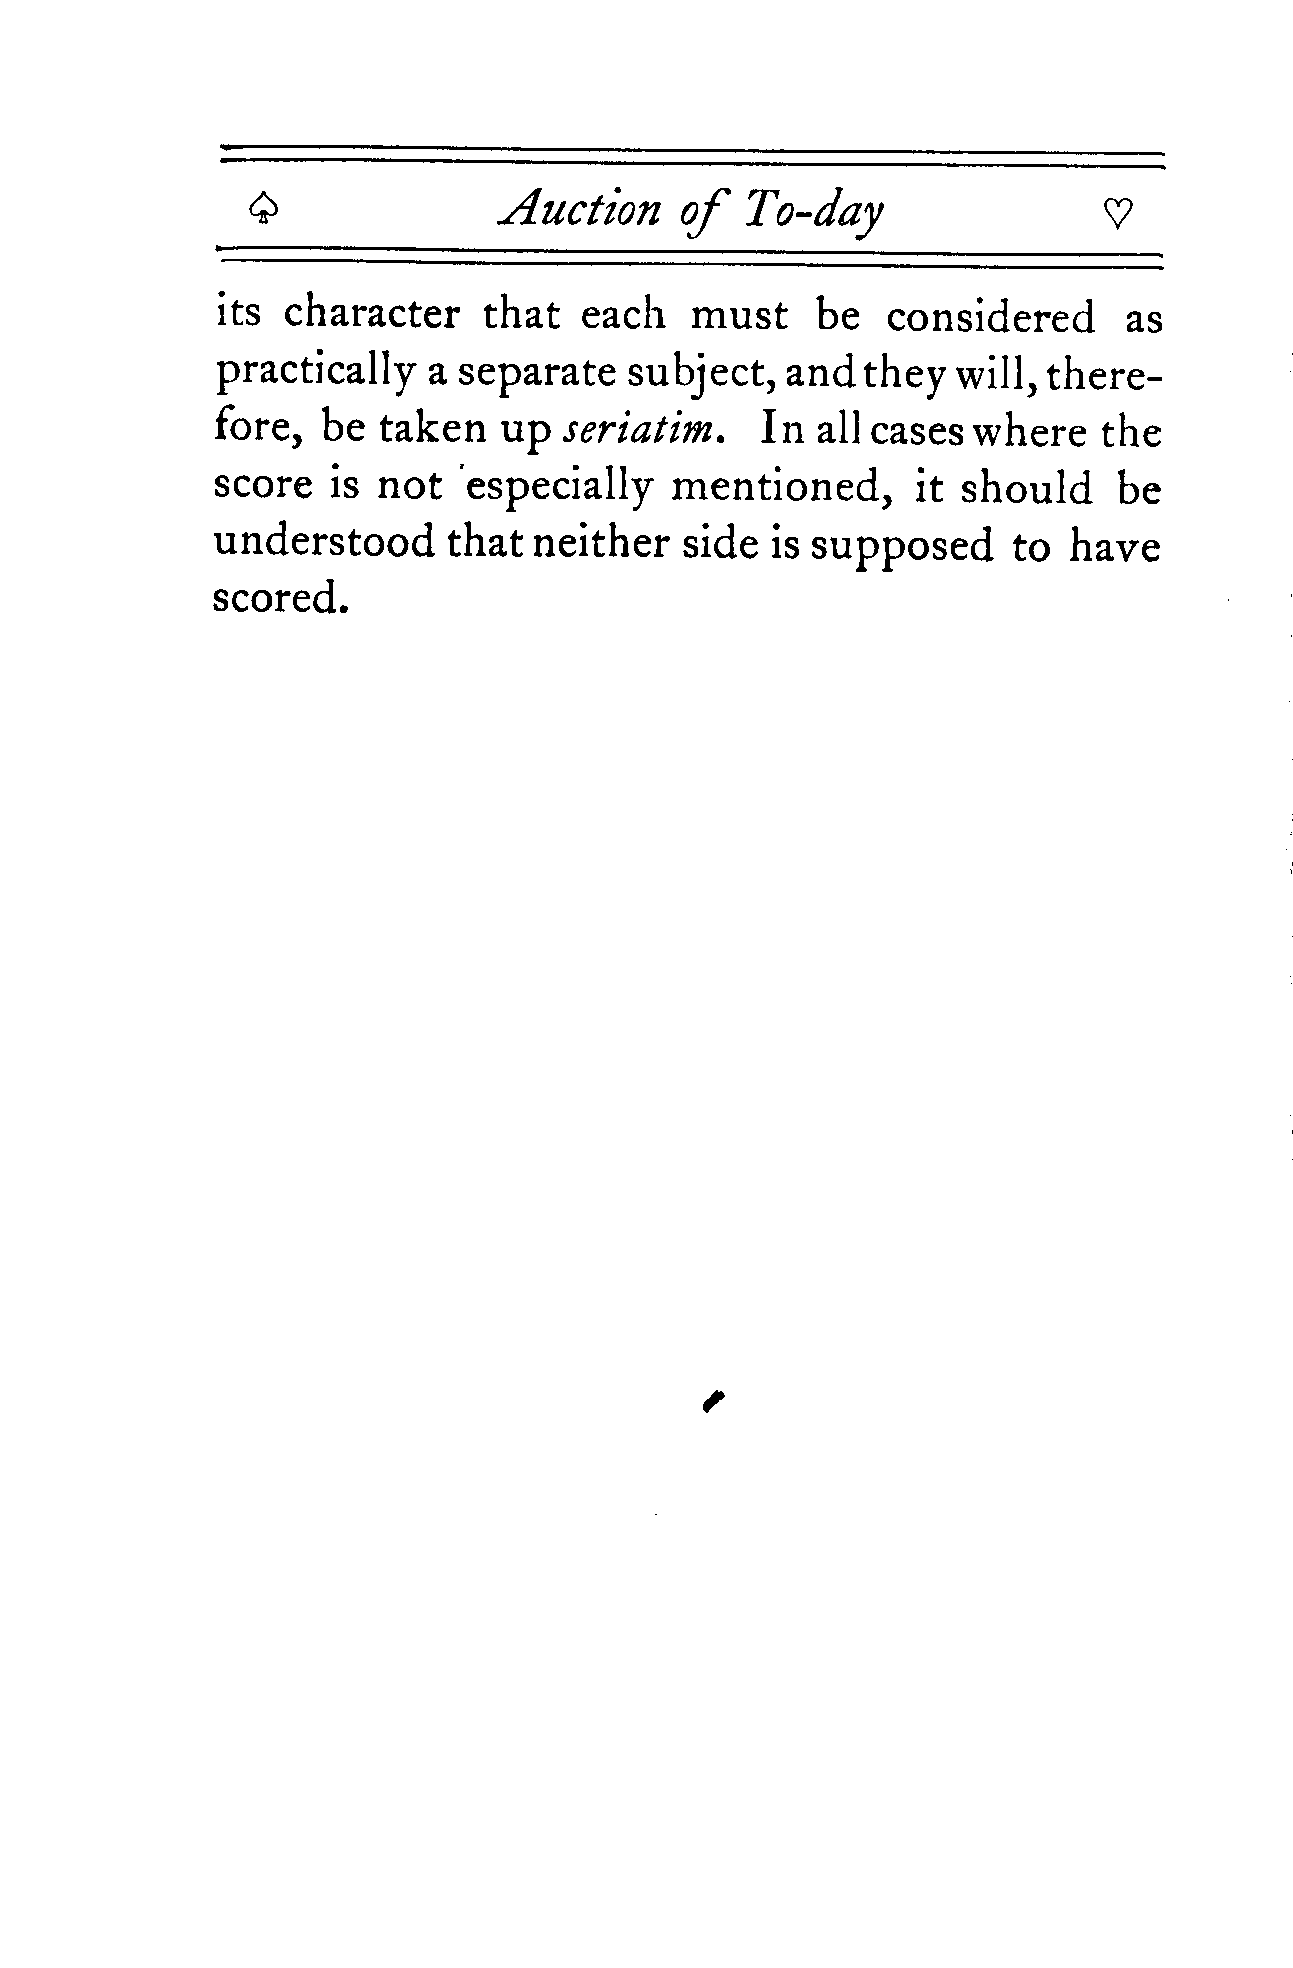 ♤ Auction of To-day ♡
its character that each must be considered as
practically a separate subject, and they will, there-
fore, be taken up seriatim. In all cases where the
score is not especially mentioned, it should be
understood that neither side is supposed to have
scored.